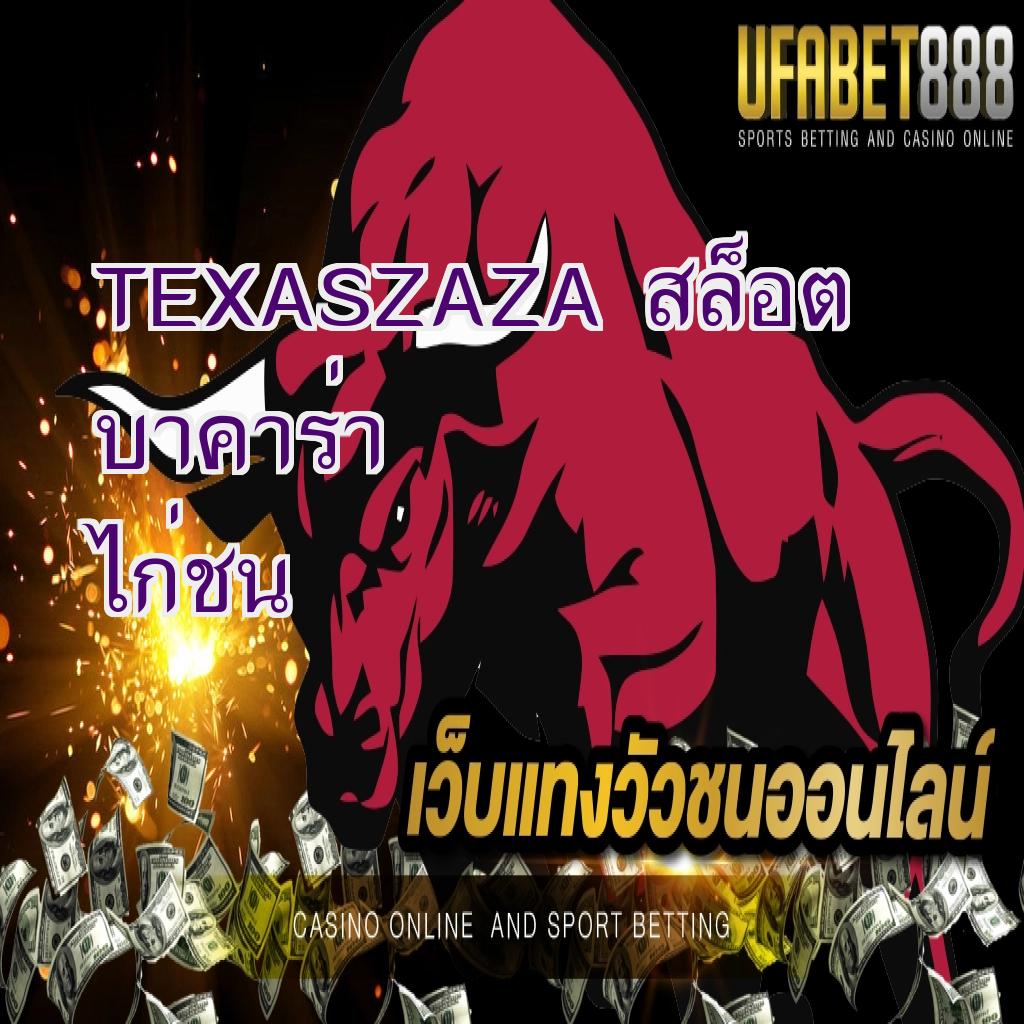 UFABET888
SPORTS BETTING AND CASINO ONLINE
TEXASZAZA สล็อต
บาคาร่า
ไก่ชน
เว็บแทงวัวชนออนไลน์
CASINO ONLINE AND SPORT BETTING